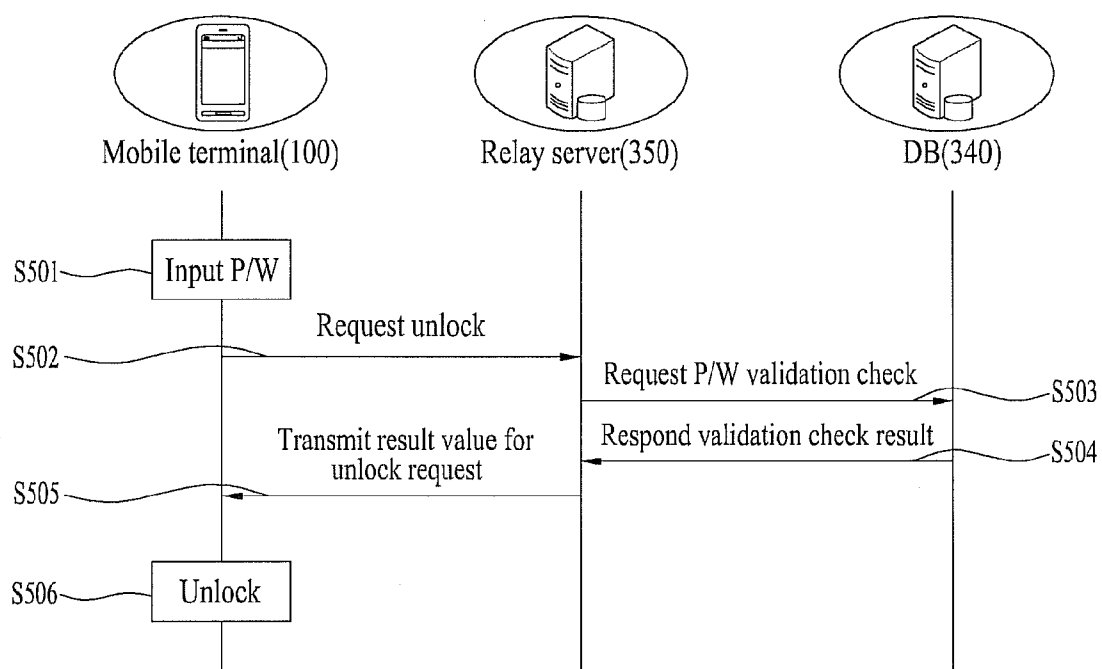 Mobile terminal(100)
Relay server(350)
DB(340)
S501
Input P/W
Request unlock
S502
Request P/W validation check
S503
Transmit result value for
unlock request
Respond validation check result
S504
S505
S506
Unlock